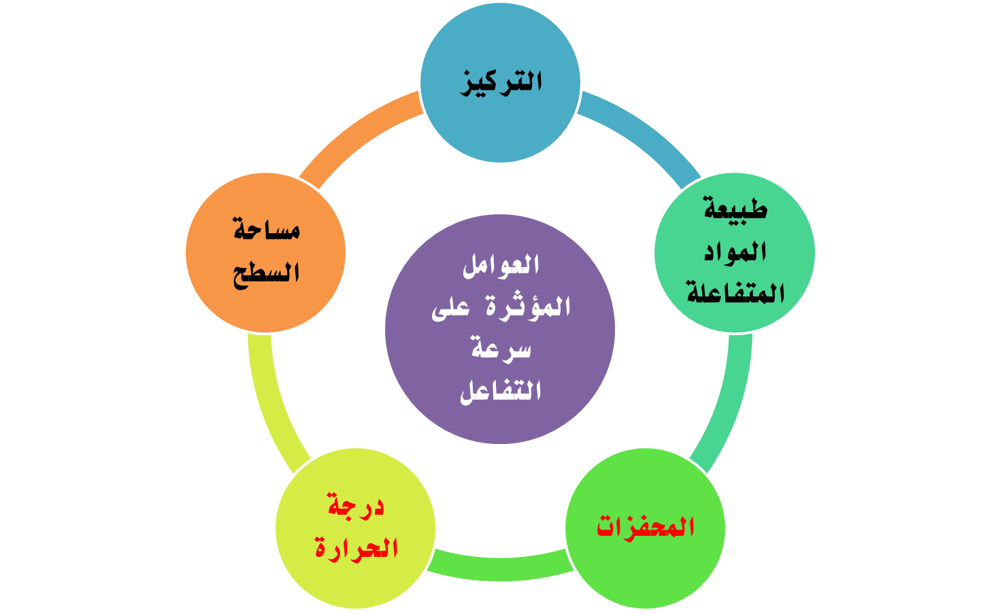 التركيز
طبيعة
المواد
المتفاعلة
المحفزات
درجة
الحرارة
مساحة
السطح
العوامل
المؤثرة على
سرعة
التفاعل